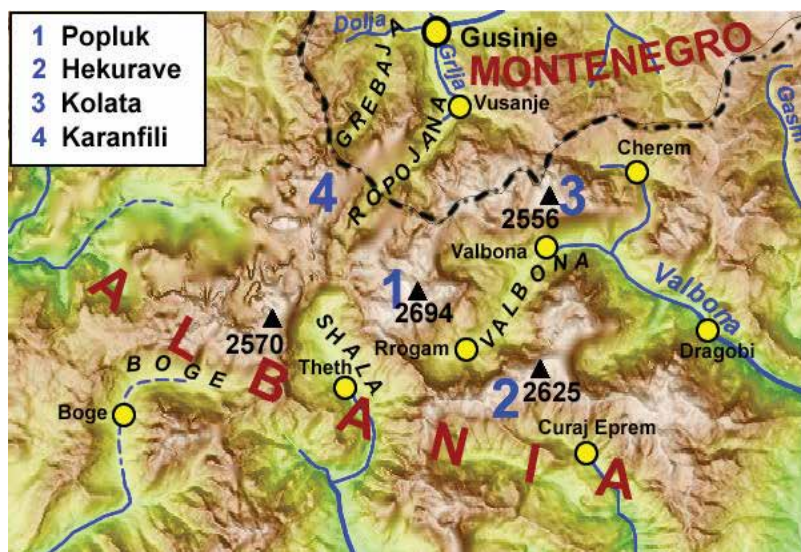 1 Popluk
2 Hekurave
3 Kolata
4 Karanfili
Dolja
Gusinje
Grlja
MONTENEGRO
GREBAJA
Vusanje
Gashi
ROPOJANA
Cherem
4
3
2556
Valbona
VALBONA
Valbona
1
2694
ALBANIA
2570
SHALA
Rrogam
Dragobi
BOGE
Theth
2625
2
Boge
Curaj Eprem